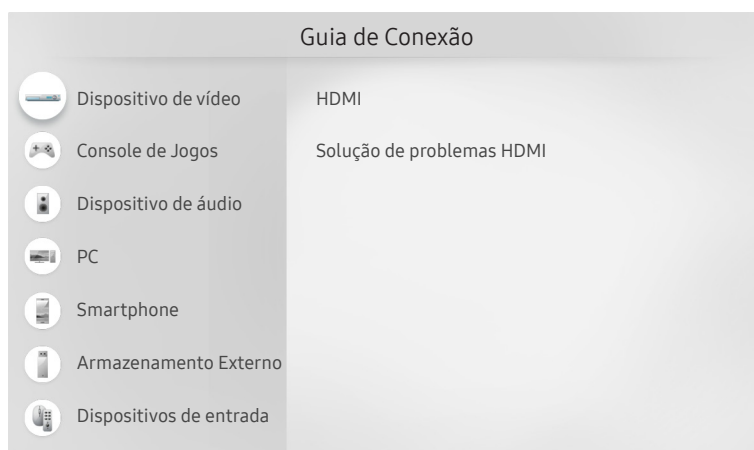 Guia de Conexão
Dispositivo de vídeo
HDMI
Console de Jogos
Solução de problemas HDMI
Dispositivo de áudio
PC
Smartphone
Armazenamento Externo
Dispositivos de entrada